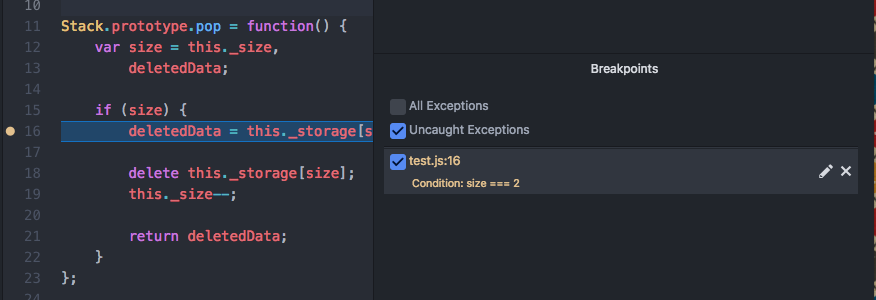 10
11 Stack.prototype.pop = function() {
12 var size = this._size,
13 deletedData;
14
15 if (size) {
16 deletedData = this._storage[s
17
18 delete this._storage[size];
19 this._size--;
20
21 return deletedData;
22 }
23 };
24
Breakpoints
All Exceptions
Uncaught Exceptions
test.js:16
Condition: size === 2